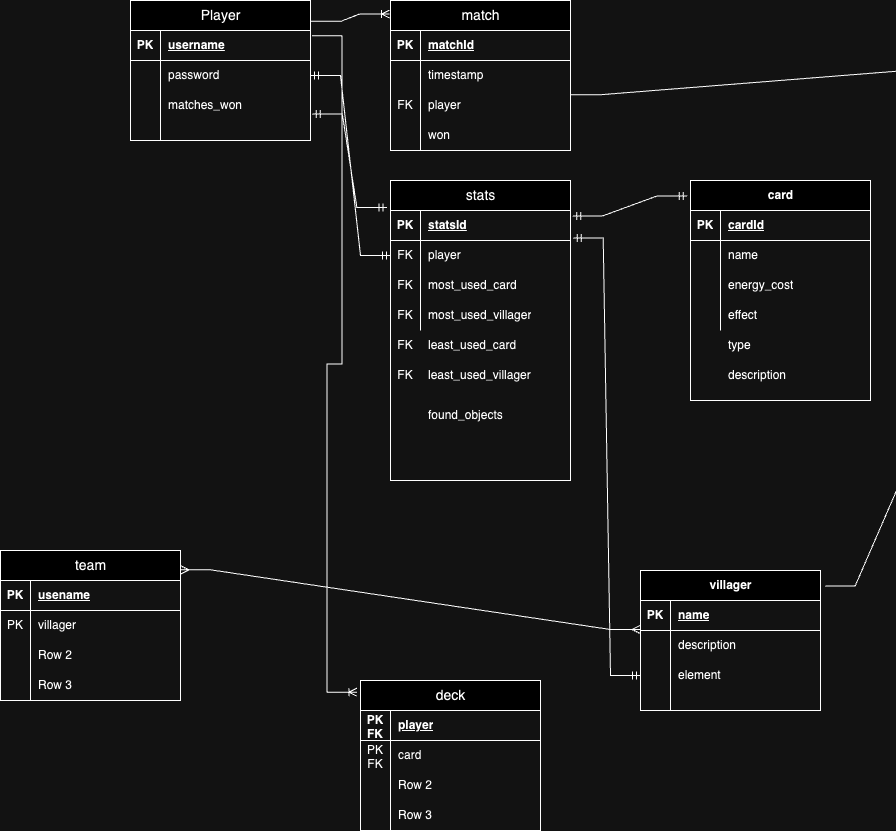 Player
PK username
password
matches_won
match
PK matchId
timestamp
FK player
won
stats
PK statsId
FK player
FK most_used_card
FK most_used_villager
FK least_used_card
FK least_used_villager
found_objects
card
PK cardId
name
energy_cost
effect
type
description
team
PK usename
PK villager
Row 2
Row 3
villager
PK name
description
element
deck
PK
FK player
PK
FK card
Row 2
Row 3